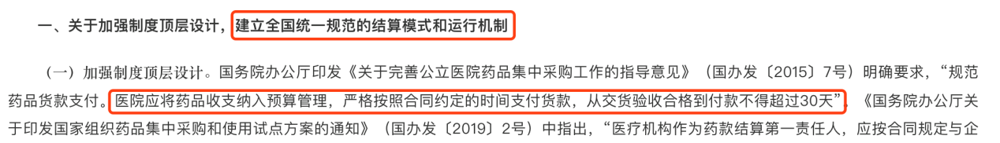 一、关于加强制度顶层设计，建立全国统一规范的结算模式和运行机制
（一）加强制度顶层设计。国务院办公厅印发《关于完善公立医院药品集中采购工作的指导意见》（国办发〔2015〕7号）明确要求，“规范
药品货款支付。医院应将药品收支纳入预算管理，严格按照合同约定的时间支付货款，从交货验收合格到付款不得超过30天”，《国务院办公厅关
于印发国家组织药品集中采购和使用试点方案的通知》（国办发〔2019〕2号）中指出，“医疗机构作为药款结算第一责任人，应按合同规定与企